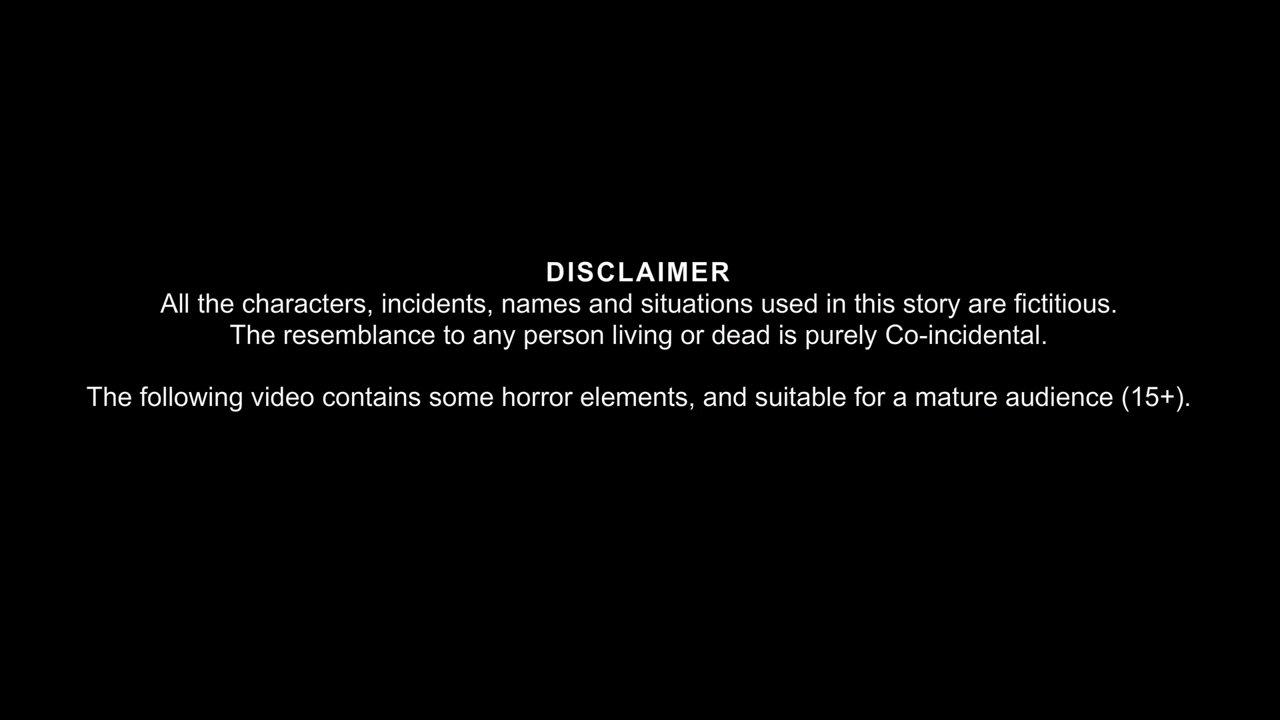 DISCLAIMER
All the characters, incidents, names and situations used in this story are fictitious.
The resemblance to any person living or dead is purely Co-incidental.
The following video contains some horror elements, and suitable for a mature audience (15+).